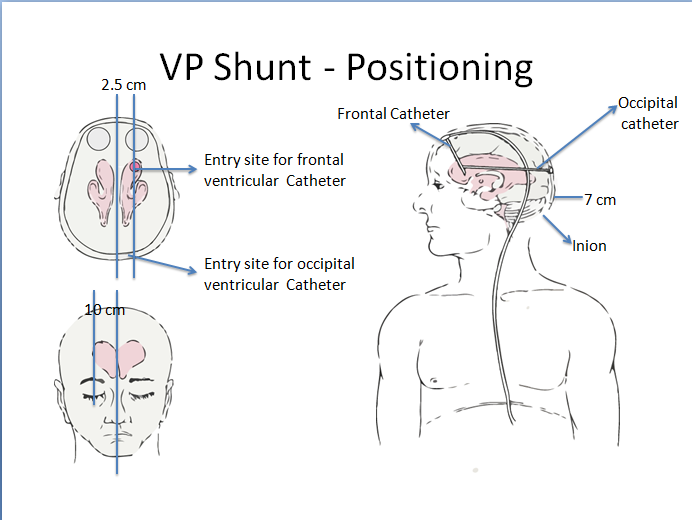 VP Shunt - Positioning
2.5 cm
Frontal Catheter
Occipital
catheter
Entry site for frontal
ventricular Catheter
7 cm
Inion
Entry site for occipital
ventricular Catheter
10 cm